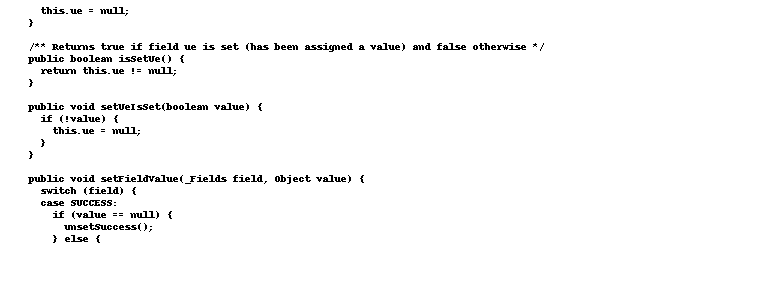 this.ue = null;
}
/** Returns true if field ue is set (has been assigned a value) and false otherwise */
public boolean isSetUe() {
return this.ue != null;
}
public void setUeIsSet(boolean value) {
if (!value) {
this.ue = null;
}
}
public void setFieldValue(_Fields field, Object value) {
switch (field) {
case SUCCESS:
if (value == null) {
unsetSuccess();
} else {